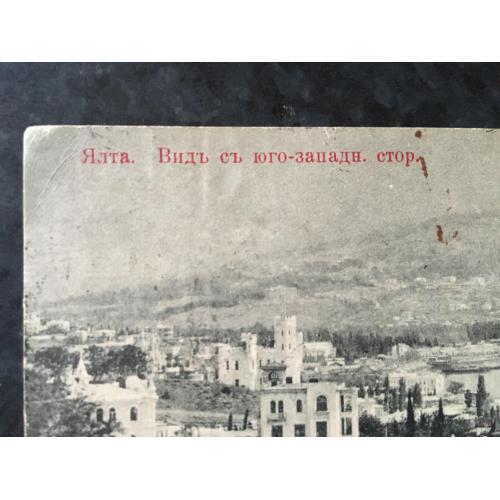 Ялта. Видъ съ юго-западн. стор.